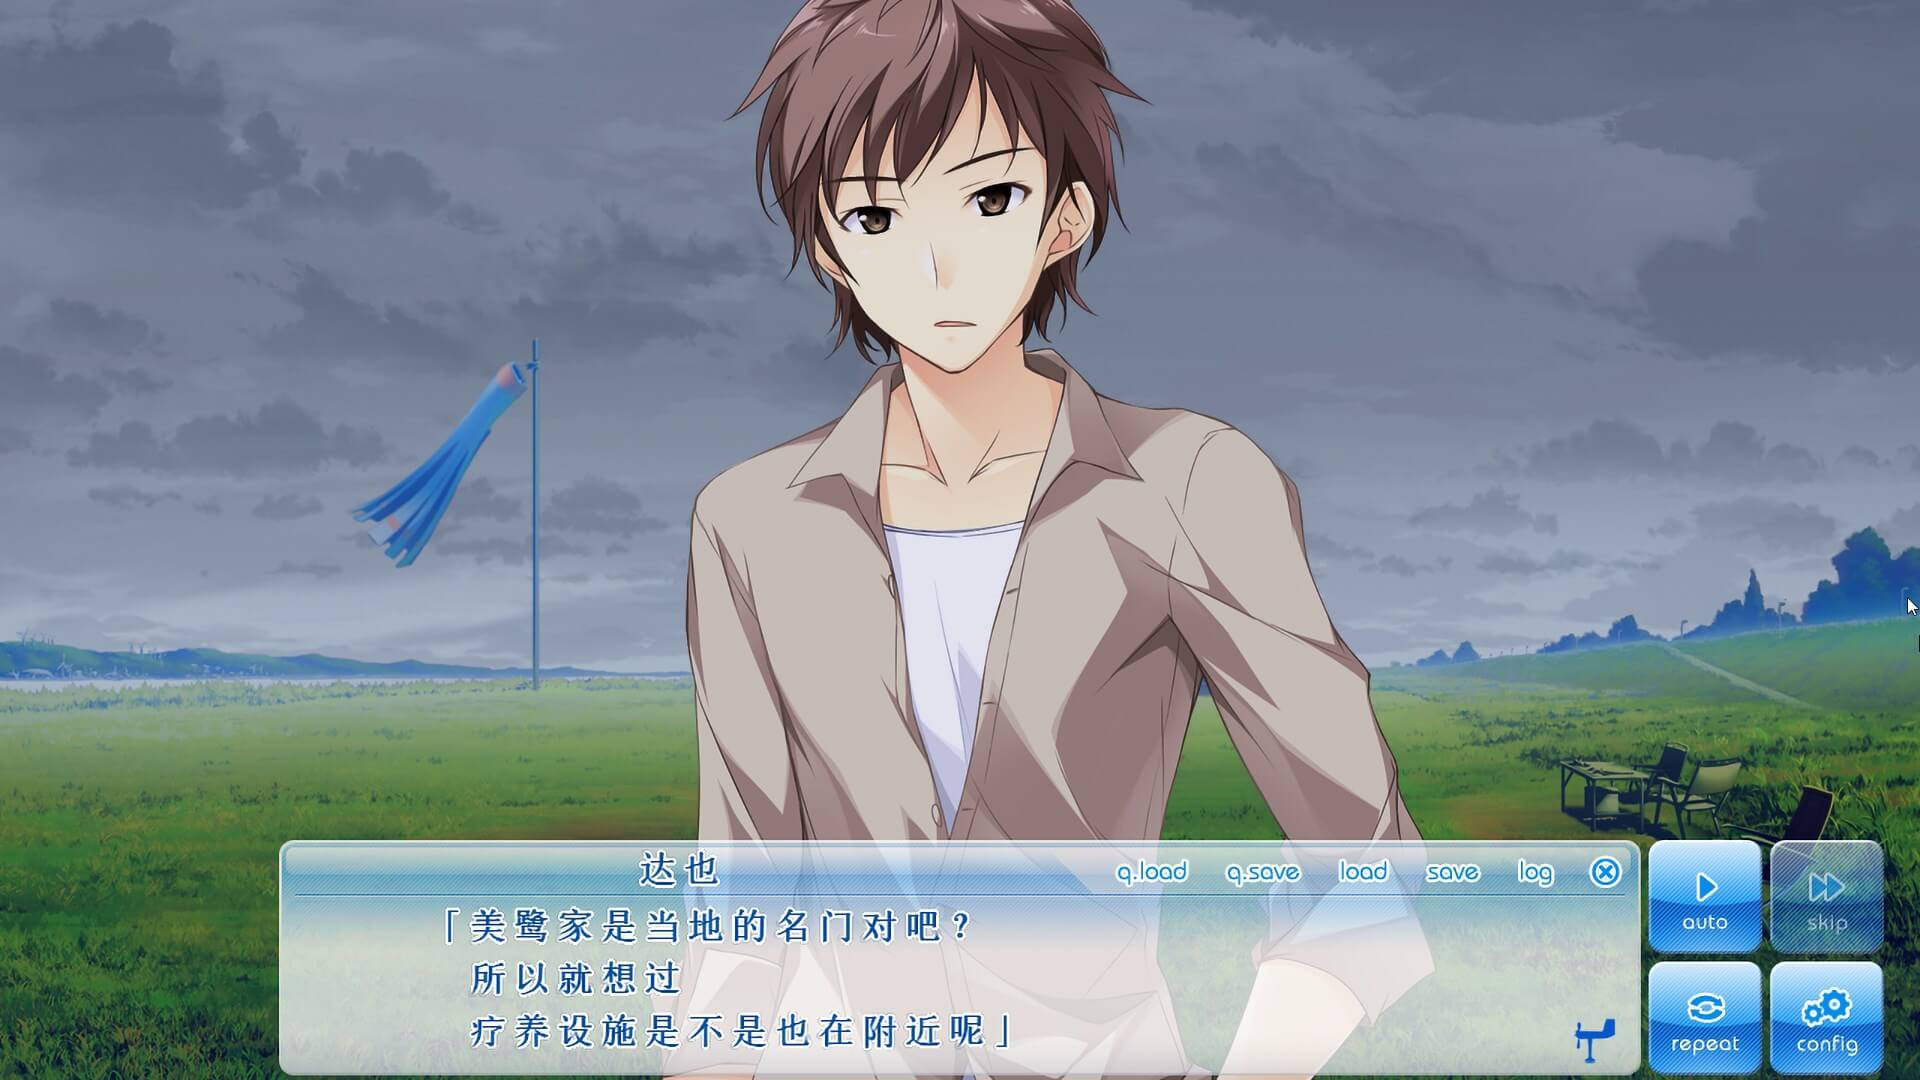 达也
q.load q.save load save log
「美鹭家是当地的名门对吧？
所以就想过
疗养设施是不是也在附近呢」
auto
skip
repeat
config